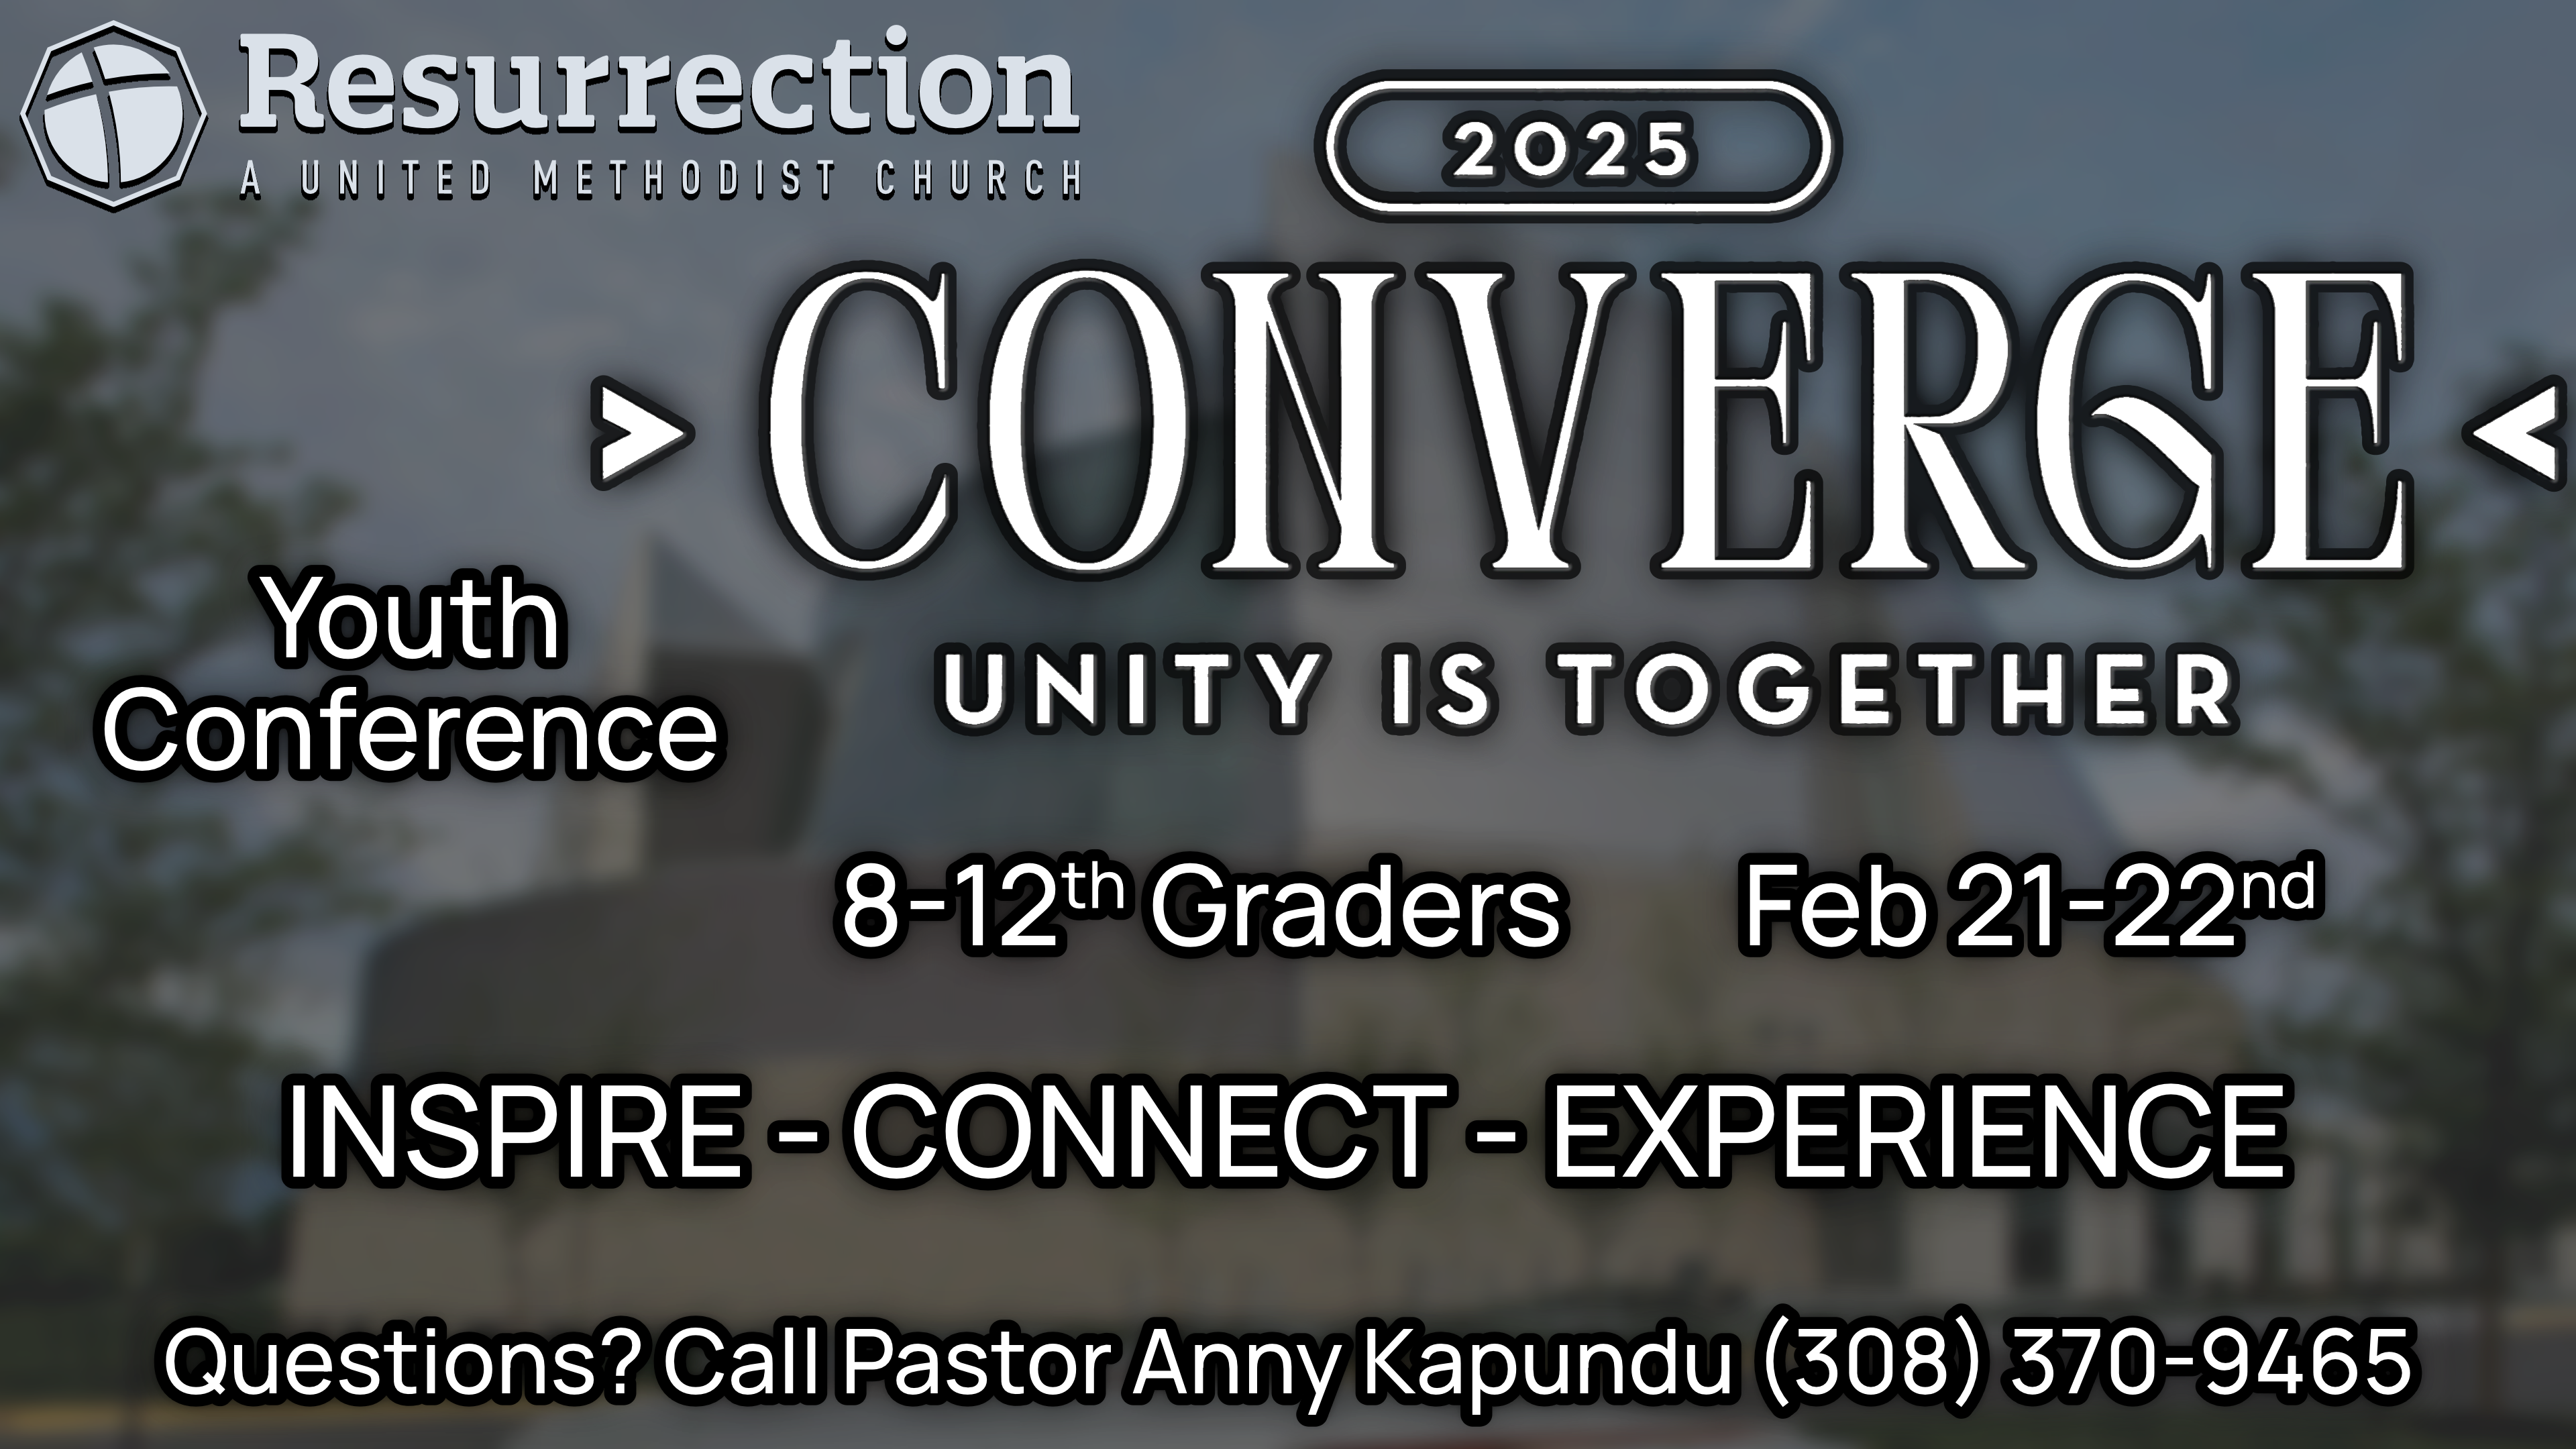 Resurrection
A UNITED METHODIST CHURCH
2025
> CONVERGE <
UNITY IS TOGETHER
Youth
Conference
8-12th Graders
Feb 21-22nd
INSPIRE - CONNECT - EXPERIENCE
Questions? Call Pastor Anny Kapundu (308) 370-9465